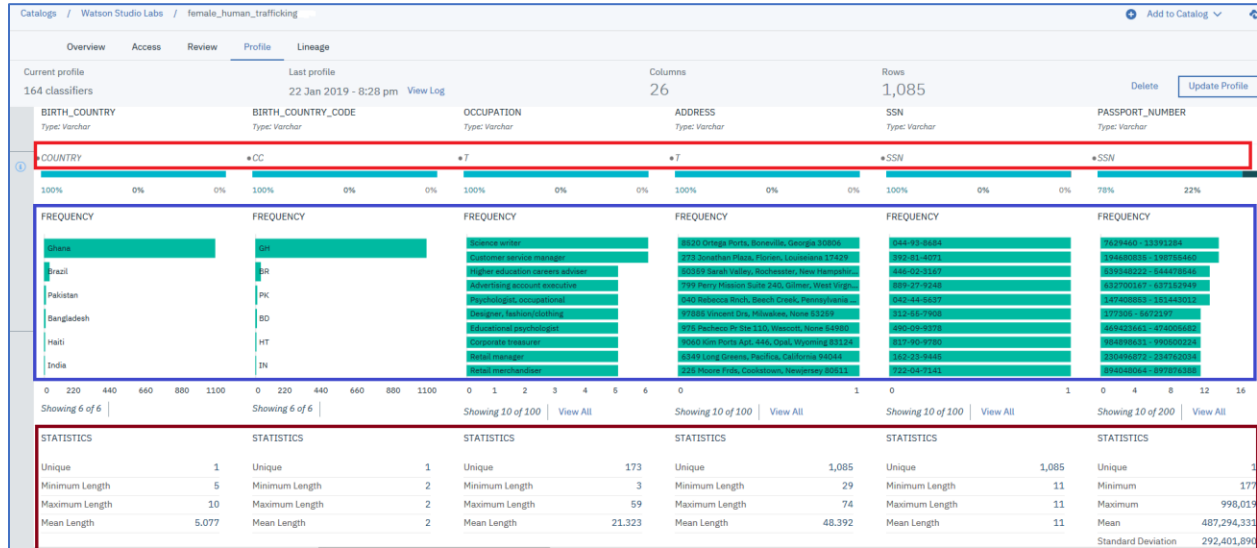 Catalogs / Watson Studio Labs / female_human_trafficking
Add to Catalog
Overview Access Review Profile Lineage
Current profile Last profile Columns Rows
164 classifiers 22 Jan 2019 - 8:28 pm View Log 26 1,085 Delete Update Profile
BIRTH_COUNTRY BIRTH_COUNTRY_CODE OCCUPATION ADDRESS SSN PASSPORT_NUMBER
Type: Varchar Type: Varchar Type: Varchar Type: Varchar Type: Varchar Type: Varchar
COUNTRY CC T T SSN SSN
100% 0% 0% 100% 0% 0% 100% 0% 0% 100% 0% 0% 100% 0% 0% 78% 22%
FREQUENCY FREQUENCY FREQUENCY FREQUENCY FREQUENCY FREQUENCY
Ghana GH Science writer 8520 Ortega Ports, Boneville, Georgia 30806 044-93-8684 7629460 - 13391284
Brazil BR Customer service manager 273 Jonathan Plaza, Florien, Louiseiana 17429 392-81-4071 194680835 - 198755460
Higher education careers adviser 50359 Sarah Valley, Rochesster, New Hampshir... 446-02-3167 539348222 - 544478546
Pakistan PK Advertising account executive 799 Perry Mission Suite 240, Gilmer, West Virgn... 889-27-9248 632700167 - 637152949
Psychologist, occupational 040 Rebecca Rnch, Beech Creek, Pennsylvania ... 042-44-5637 147408853 - 151443012
Bangladesh BD Designer, fashion/clothing 97885 Vincent Drs, Milwakee, None 53259 312-55-7908 177305 - 5672197
Haiti HT Educational psychologist 975 Pacheco Pr Ste 110, Wascott, None 54980 490-09-9378 469423661 - 474005682
Corporate treasurer 9060 Kim Ports Apt. 446, Opal, Wyoming 83124 817-90-9780 984898631 - 990500224
India IN Retail manager 6349 Long Greens, Pacifica, California 94044 162-23-9445 230496872 - 234762034
Retail merchandiser 225 Moore Frds, Cookstown, Newjersey 80511 722-04-7141 894048064 - 897876388
0 220 440 660 880 1100 0 220 440 660 880 1100 0 1 2 3 4 5 6 0 1 0 1 0 4 8 12 16
Showing 6 of 6 Showing 6 of 6 Showing 10 of 100 View All Showing 10 of 100 View All Showing 10 of 100 View All Showing 10 of 200 View All
STATISTICS STATISTICS STATISTICS STATISTICS STATISTICS STATISTICS
Unique 1 Unique 1 Unique 173 Unique 1,085 Unique 1,085 Unique 1
Minimum Length 5 Minimum Length 2 Minimum Length 3 Minimum Length 29 Minimum Length 11 Minimum 177
Maximum Length 10 Maximum Length 2 Maximum Length 59 Maximum Length 74 Maximum Length 11 Maximum 998,019
Mean Length 5.077 Mean Length 2 Mean Length 21.323 Mean Length 48.392 Mean Length 11 Mean 487,294,331
Standard Deviation 292,401,890